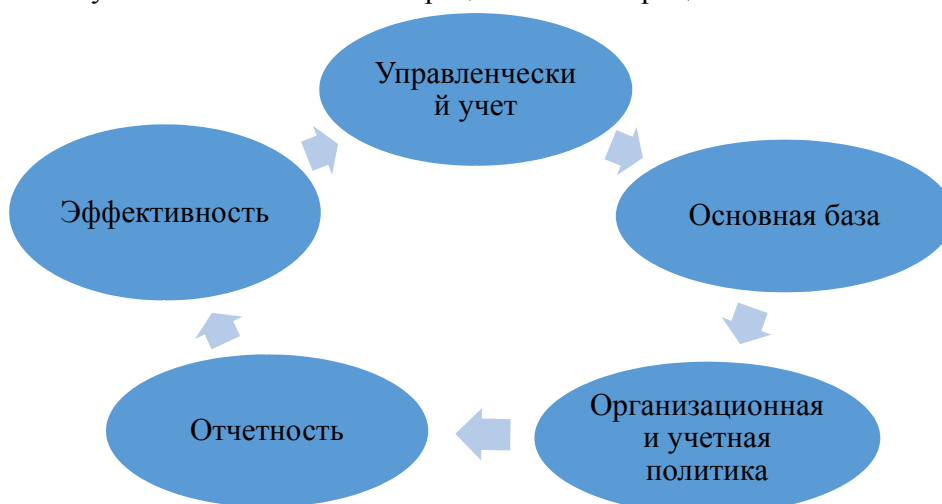 Управленчески
й учет
Эффективность
Основная база
Отчетность
Организационная
и учетная
политика